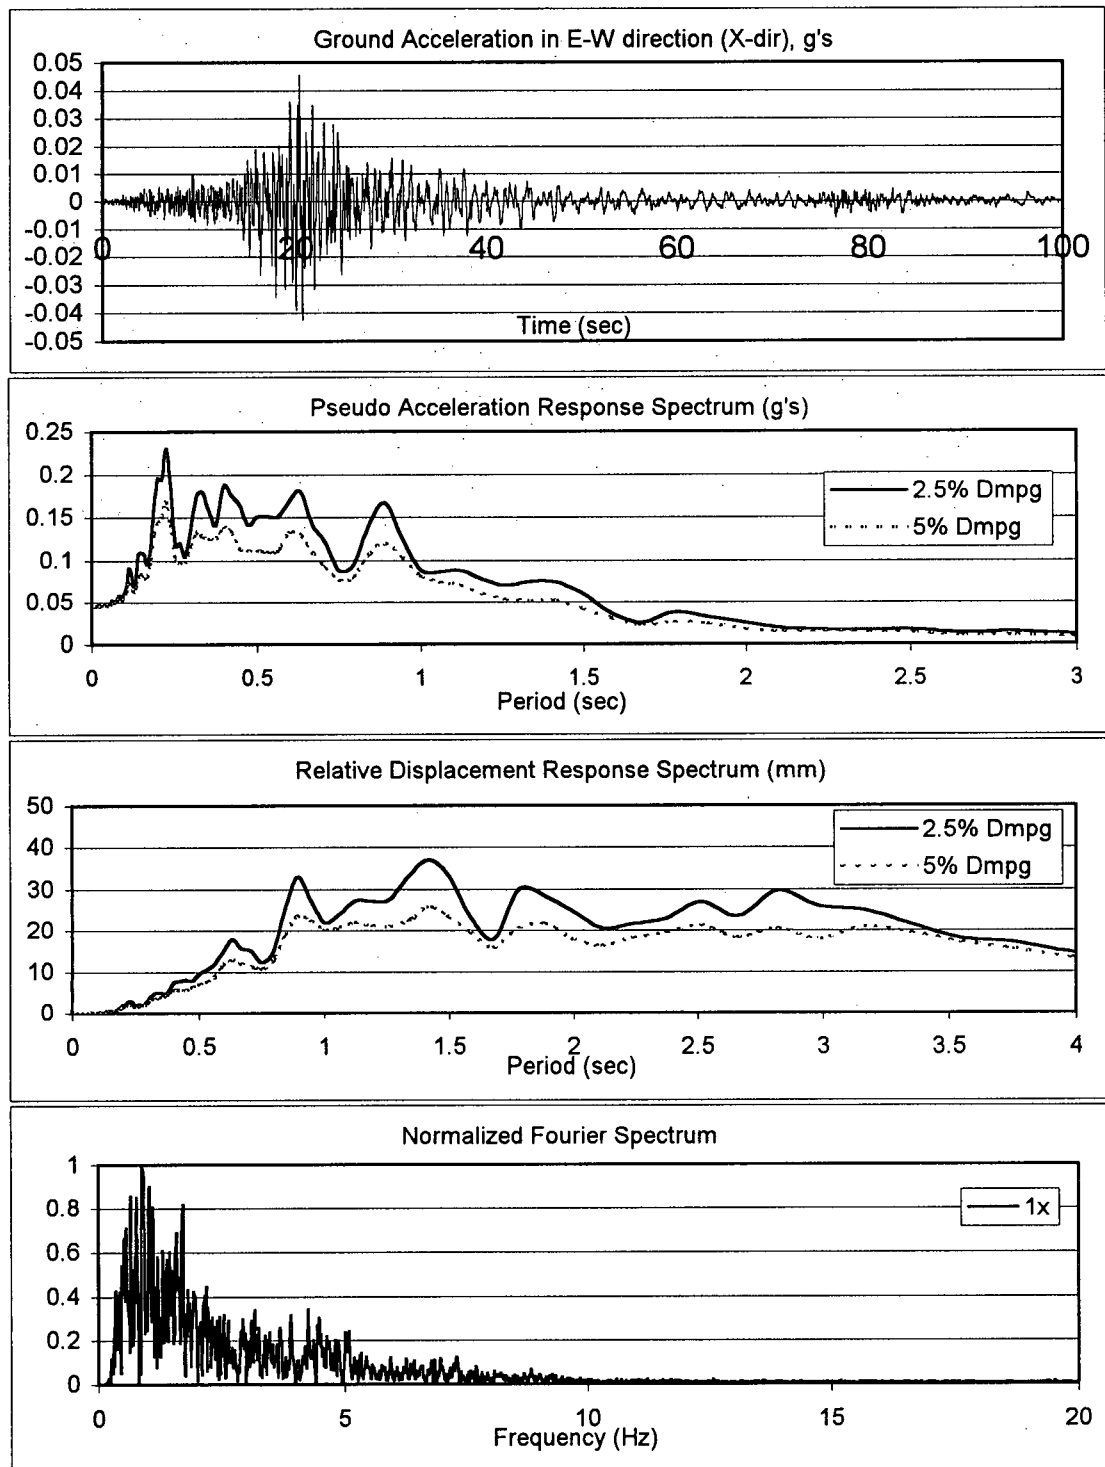 Ground Acceleration in E-W direction (X-dir), g's
0.05
0.04
0.03
0.02
0.01
0
-0.01
-0.02
-0.03
-0.04
-0.05
0 20 40 60 80 100
Time (sec)
Pseudo Acceleration Response Spectrum (g's)
0.25
0.2
0.15
0.1
0.05
0
2.5% Dmpg
5% Dmpg
0 0.5 1 1.5 2 2.5 3
Period (sec)
Relative Displacement Response Spectrum (mm)
50
40
30
20
10
0
2.5% Dmpg
5% Dmpg
0 0.5 1 1.5 2 2.5 3 3.5 4
Period (sec)
Normalized Fourier Spectrum
1
0.8
0.6
0.4
0.2
0
1x
0 5 10 15 20
Frequency (Hz)